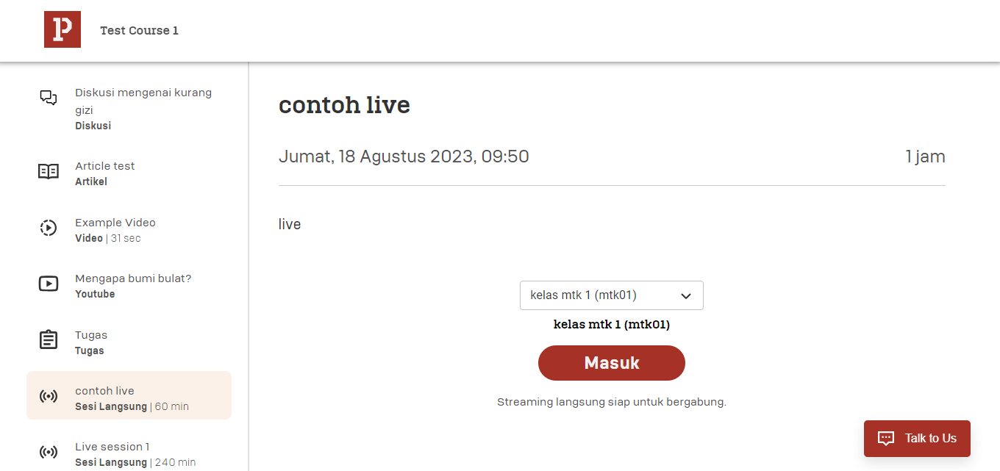 P
Test Course 1
Diskusi mengenai kurang
gizi
Diskusi
Article test
Artikel
Example Video
Video | 31 sec
Mengapa bumi bulat?
Youtube
Tugas
Tugas
contoh live
Sesi Langsung | 60 min
Live session 1
Sesi Langsung | 240 min
contoh live
Jumat, 18 Agustus 2023, 09:50 1 jam
live
kelas mtk 1 (mtk01)
kelas mtk 1 (mtk01)
Masuk
Streaming langsung siap untuk bergabung.
Talk to Us